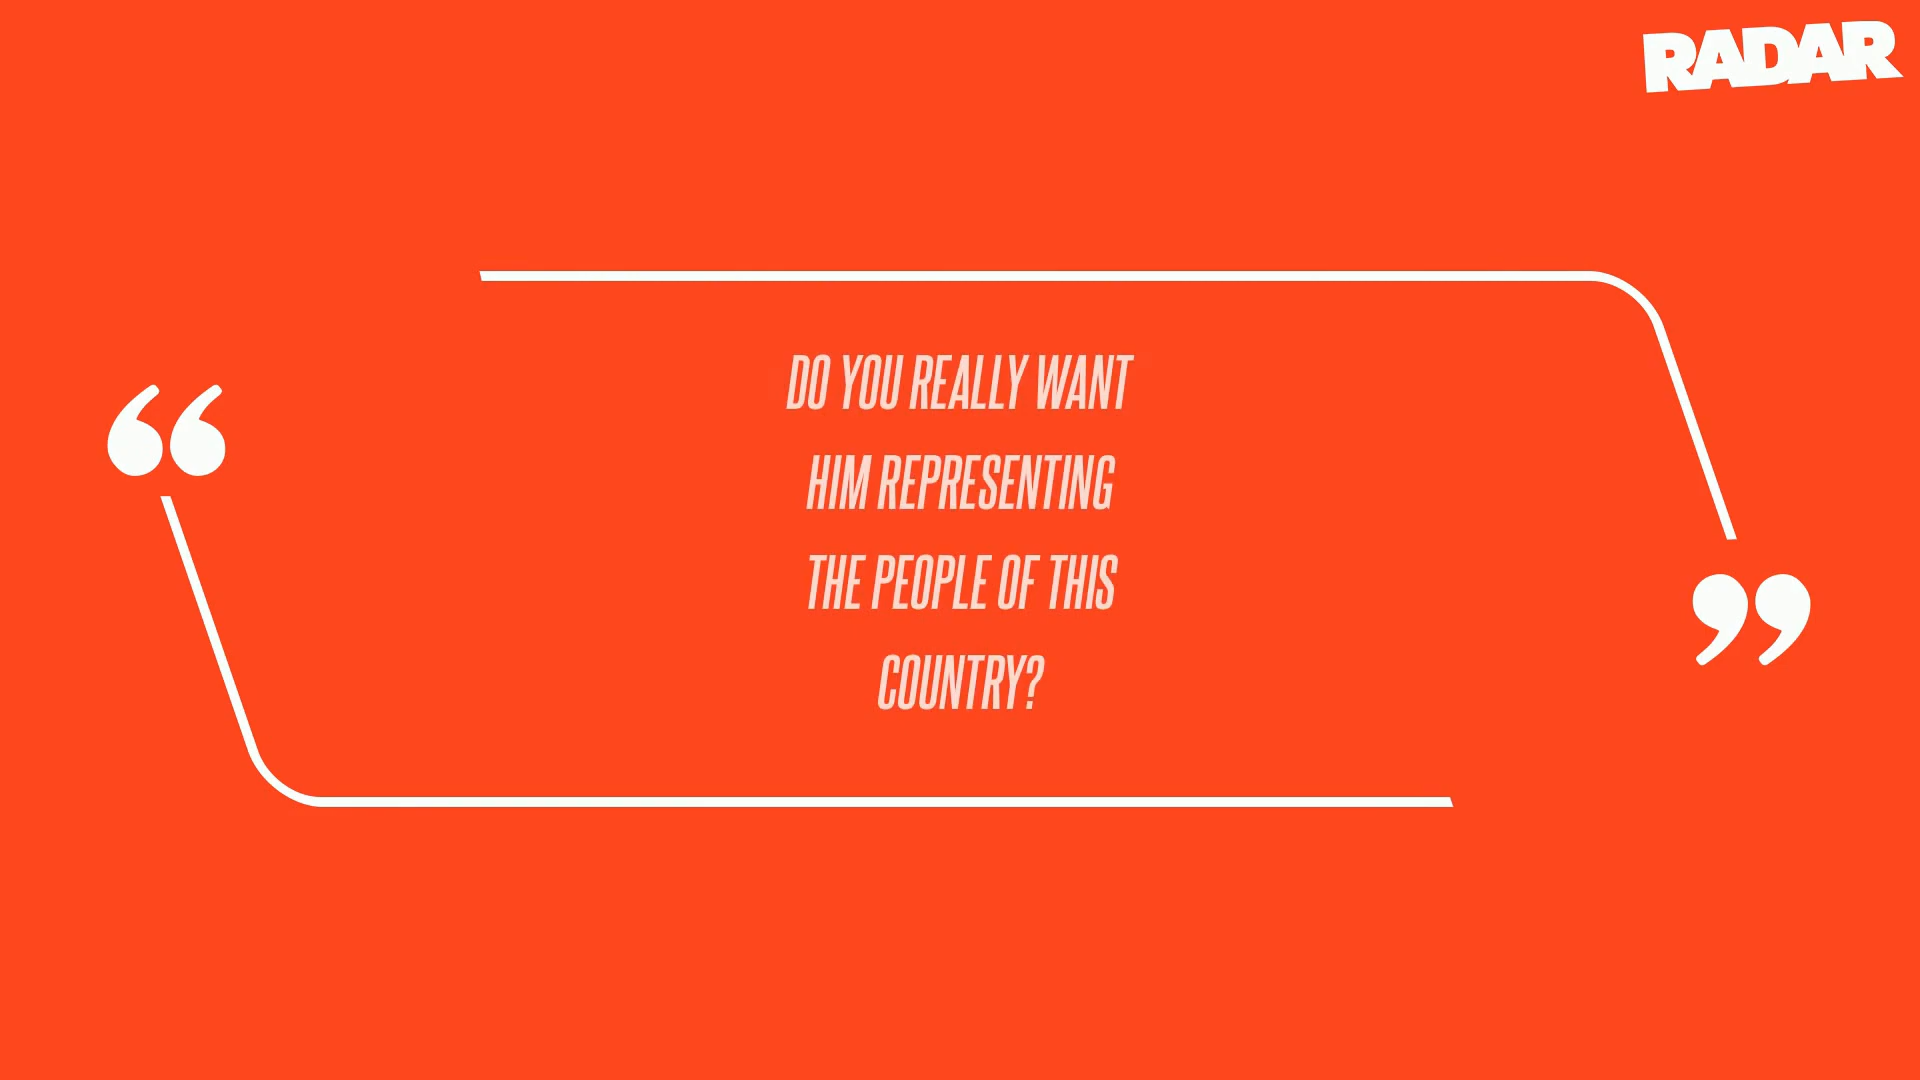 RADAR
“
DO YOU REALLY WANT
HIM REPRESENTING
THE PEOPLE OF THIS
COUNTRY?
”